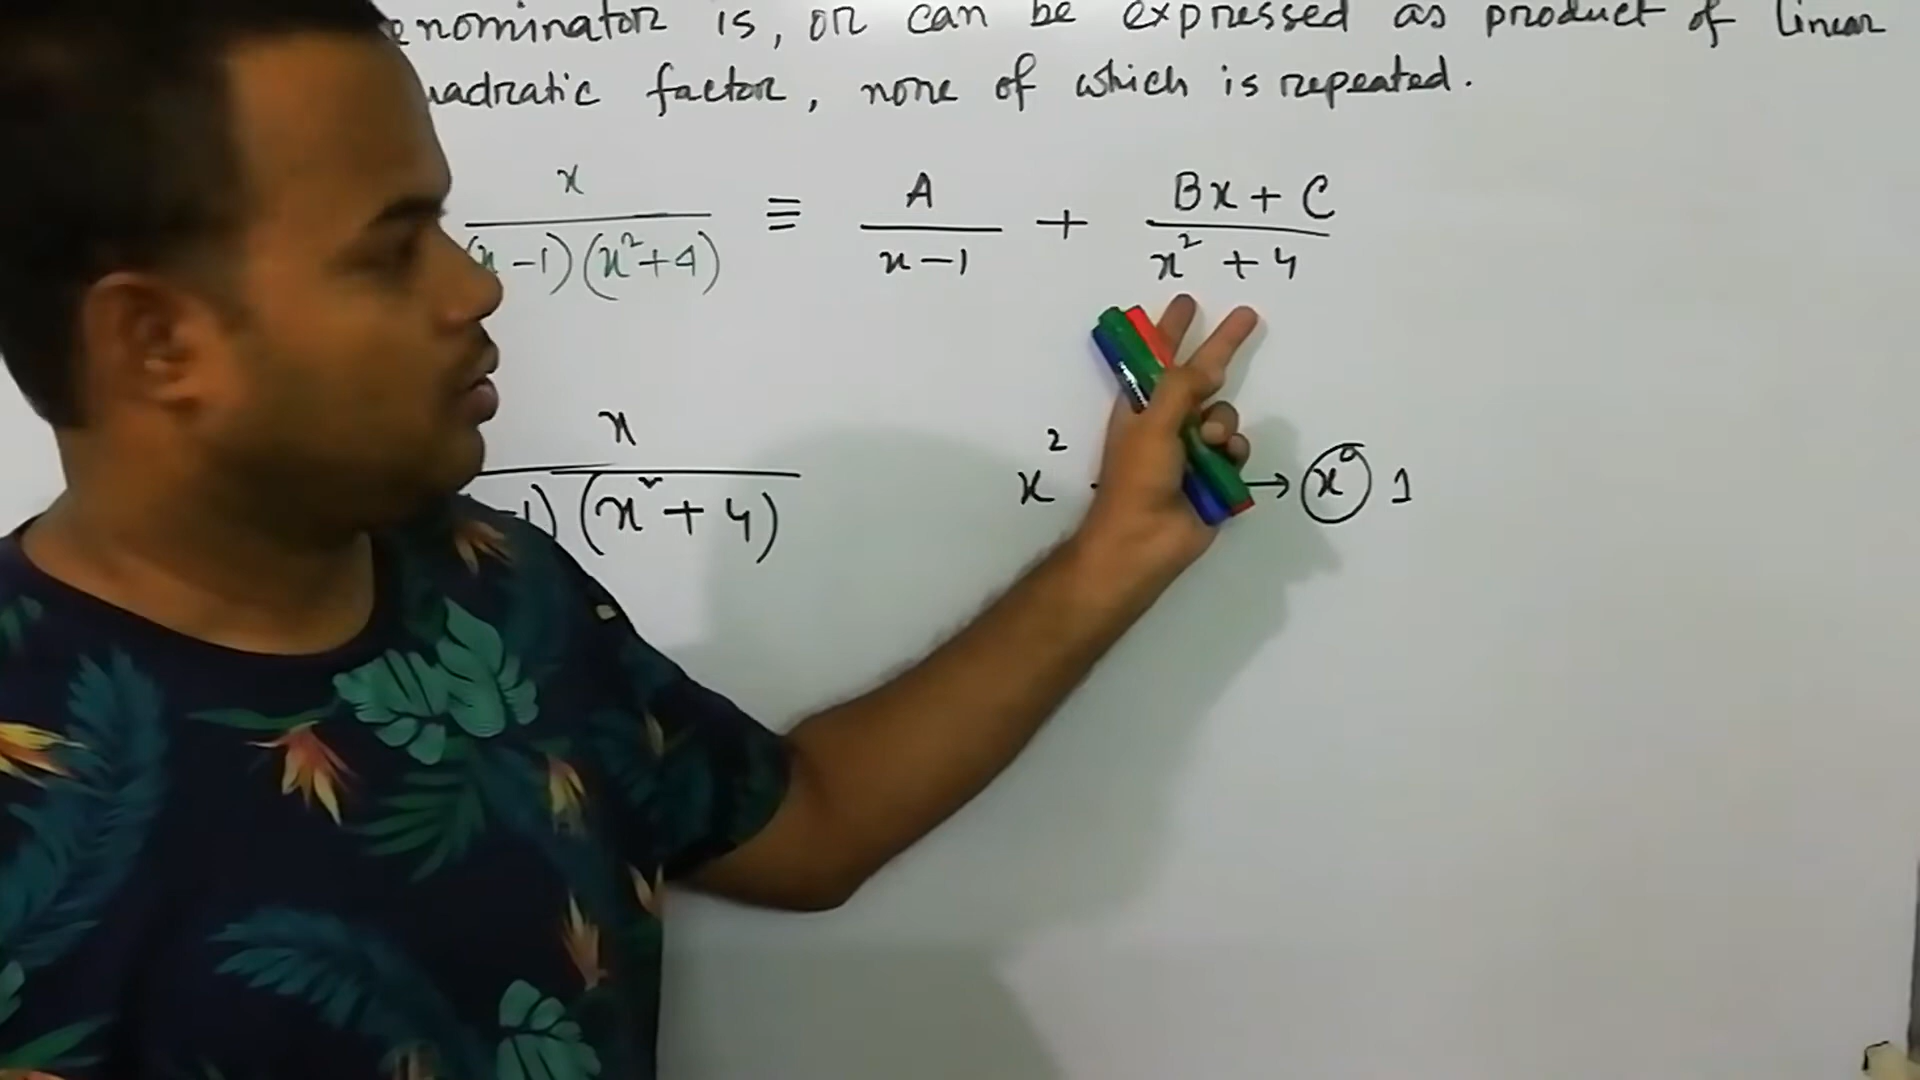 enominator is, or can be expressed as product of linear
uadratic factor, none of which is repeated.
x / (x-1)(x²+4) ≡ A / x-1 + Bx + C / x² + 4
x / -1)(x²+4) x² → x⁰ 1